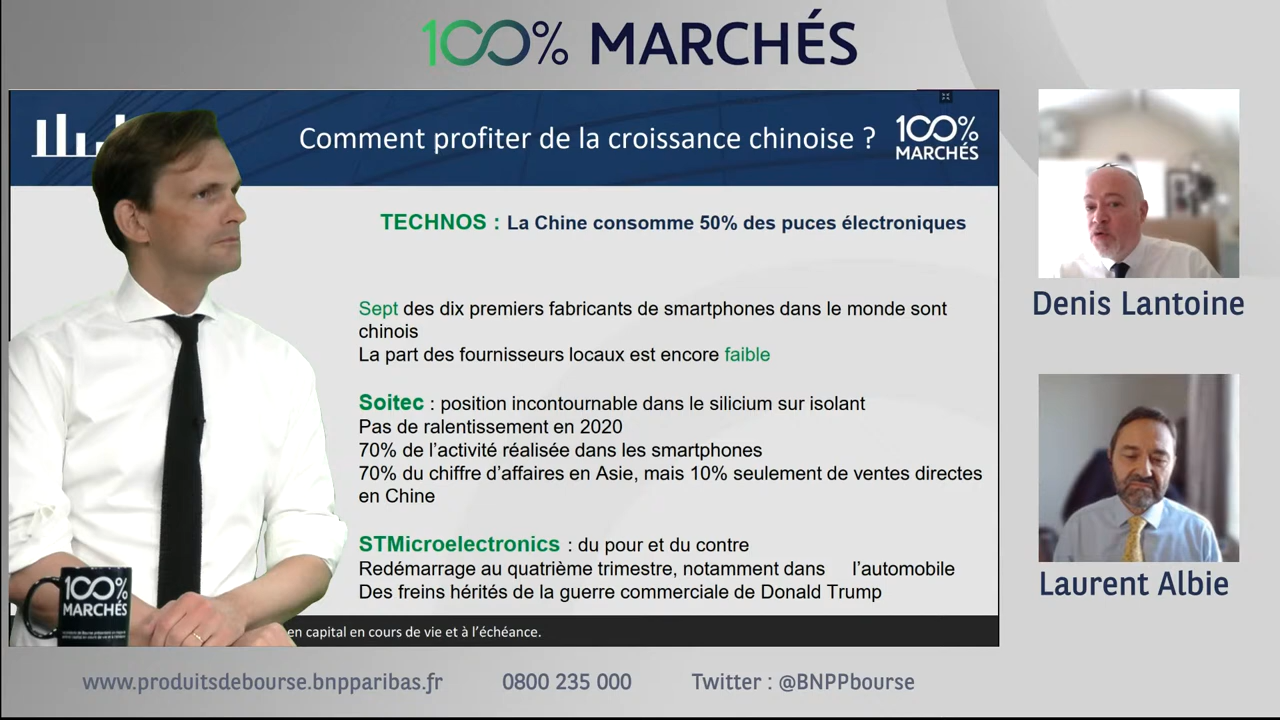 100% MARCHÉS
Comment profiter de la croissance chinoise ?
100%
MARCHÉS
TECHNOS : La Chine consomme 50% des puces électroniques
Sept des dix premiers fabricants de smartphones dans le monde sont
chinois
La part des fournisseurs locaux est encore faible
Soitec : position incontournable dans le silicium sur isolant
Pas de ralentissement en 2020
70% de l’activité réalisée dans les smartphones
70% du chiffre d’affaires en Asie, mais 10% seulement de ventes directes
en Chine
STMicroelectronics : du pour et du contre
Redémarrage au quatrième trimestre, notamment dans l’automobile
Des freins hérités de la guerre commerciale de Donald Trump
en capital en cours de vie et à l’échéance.
100%
MARCHÉS
Denis Lantoine
Laurent Albie
www.produitsdebourse.bnpparibas.fr 0800 235 000 Twitter : @BNPPbourse